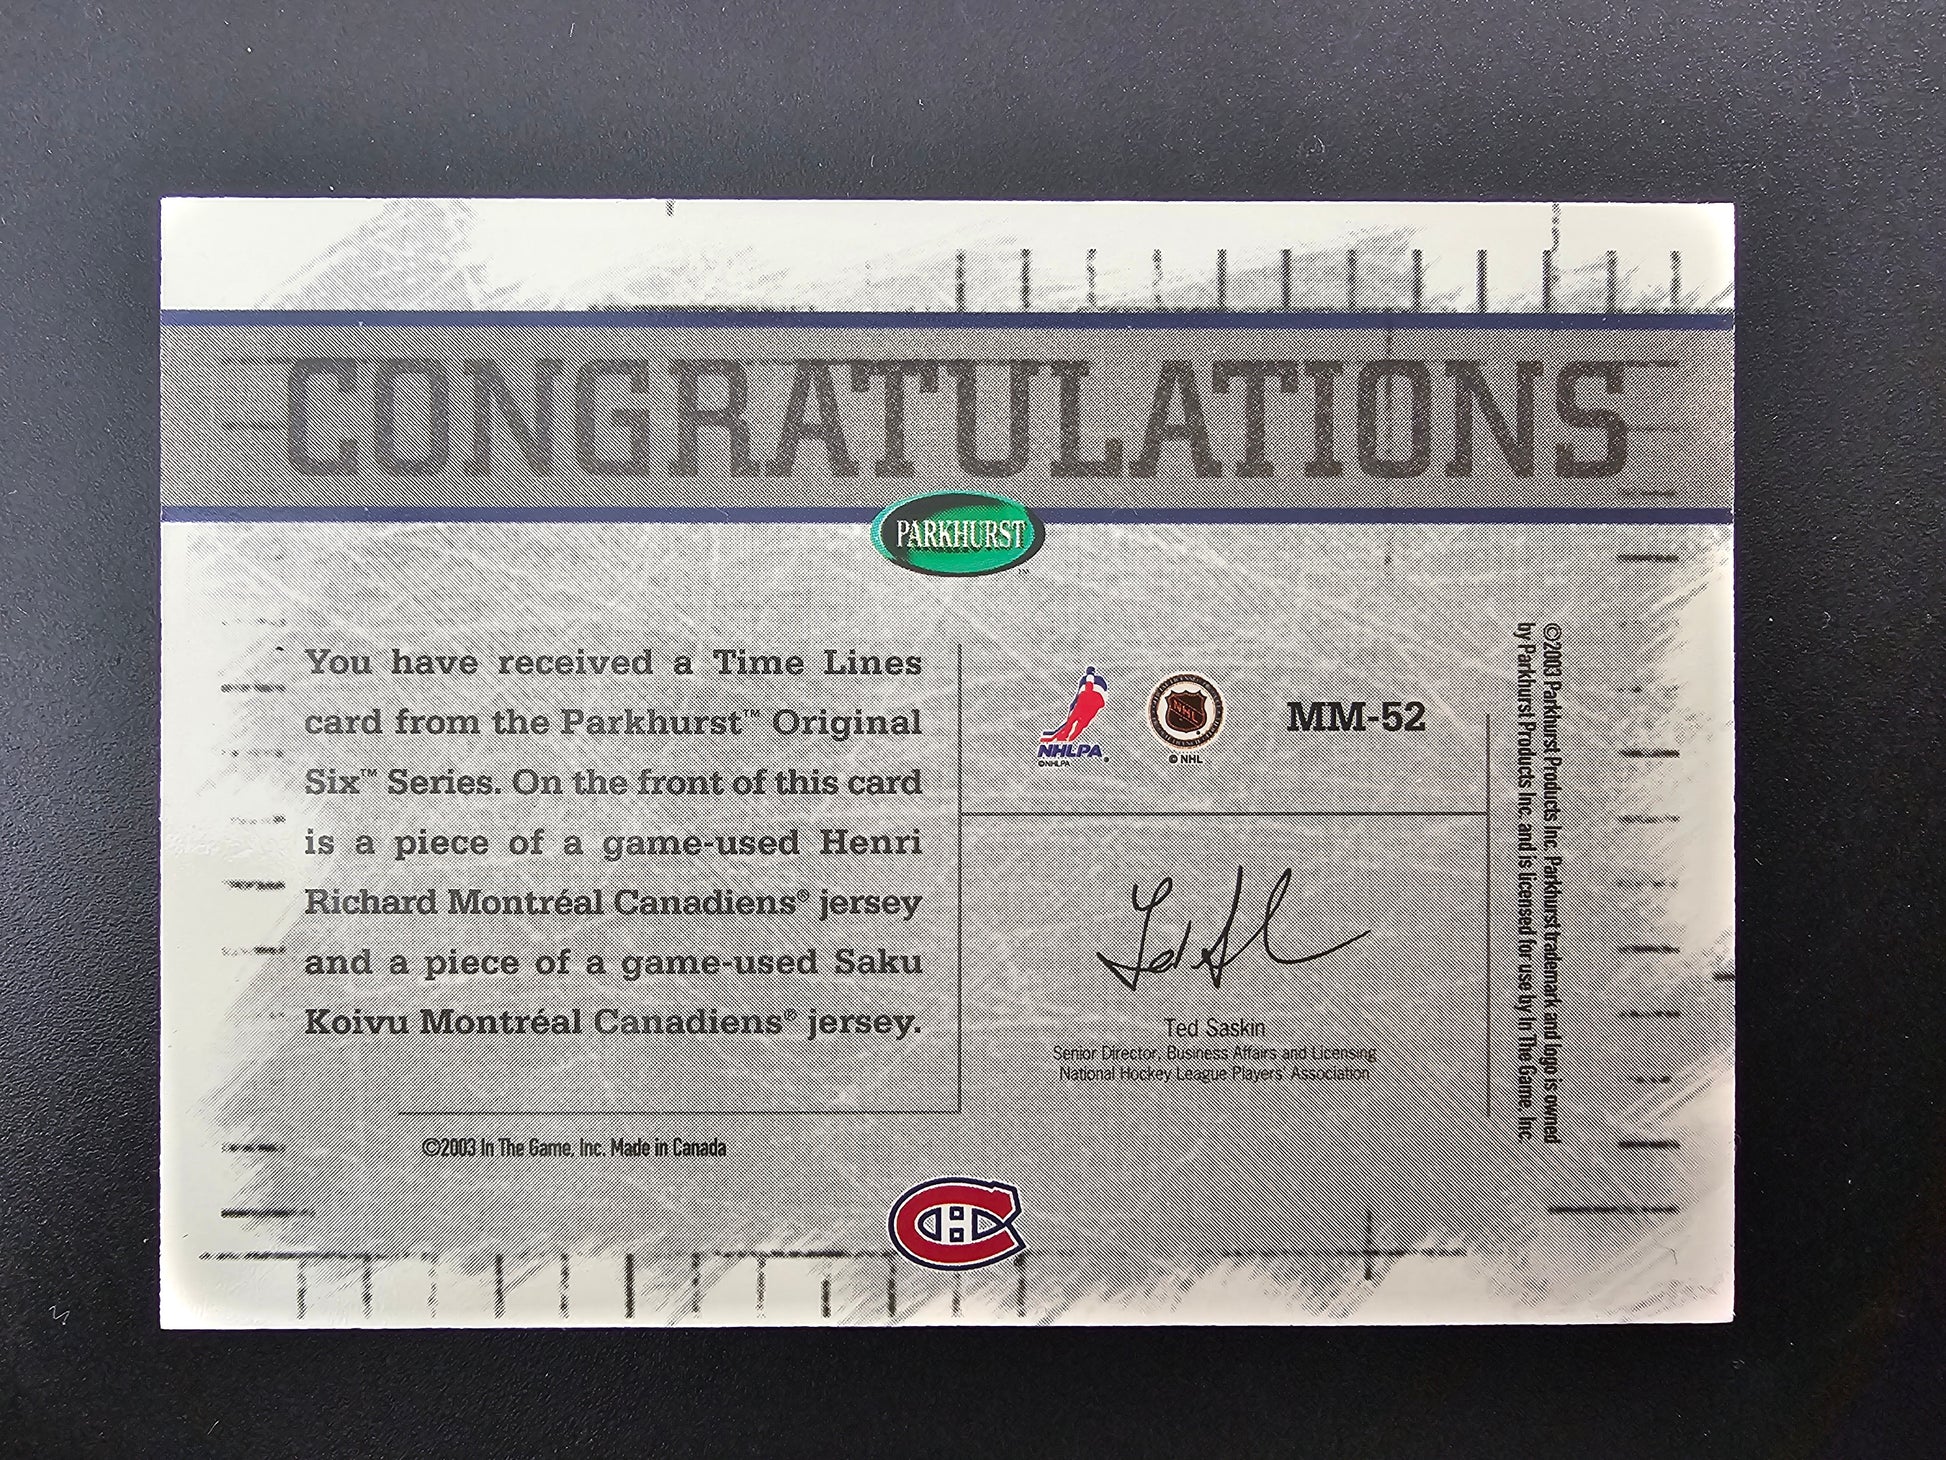 CONGRATULATIONS
PARKHURST™
You have received a Time Lines
card from the Parkhurst™ Original
Six™ Series. On the front of this card
is a piece of a game-used Henri
Richard Montréal Canadiens® jersey
and a piece of a game-used Saku
Koivu Montréal Canadiens® jersey.
©2003 In The Game, Inc. Made in Canada
NHLPA
©NHLPA
NHL
© NHL
MM-52
Ted Saskin
Senior Director, Business Affairs and Licensing
National Hockey League Players' Association
©2003 Parkhurst Products Inc. Parkhurst trademark and logo is owned
by Parkhurst Products Inc. and is licensed for use by In The Game, Inc.
CH